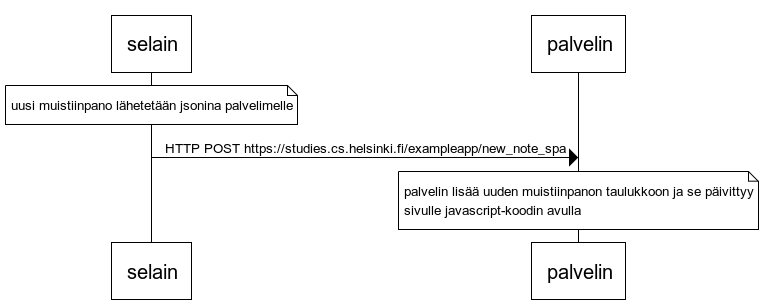 selain
palvelin
uusi muistiinpano lähetetään jsonina palvelimelle
HTTP POST https://studies.cs.helsinki.fi/exampleapp/new_note_spa
palvelin lisää uuden muistiinpanon taulukkoon ja se päivittyy
sivulle javascript-koodin avulla
selain
palvelin